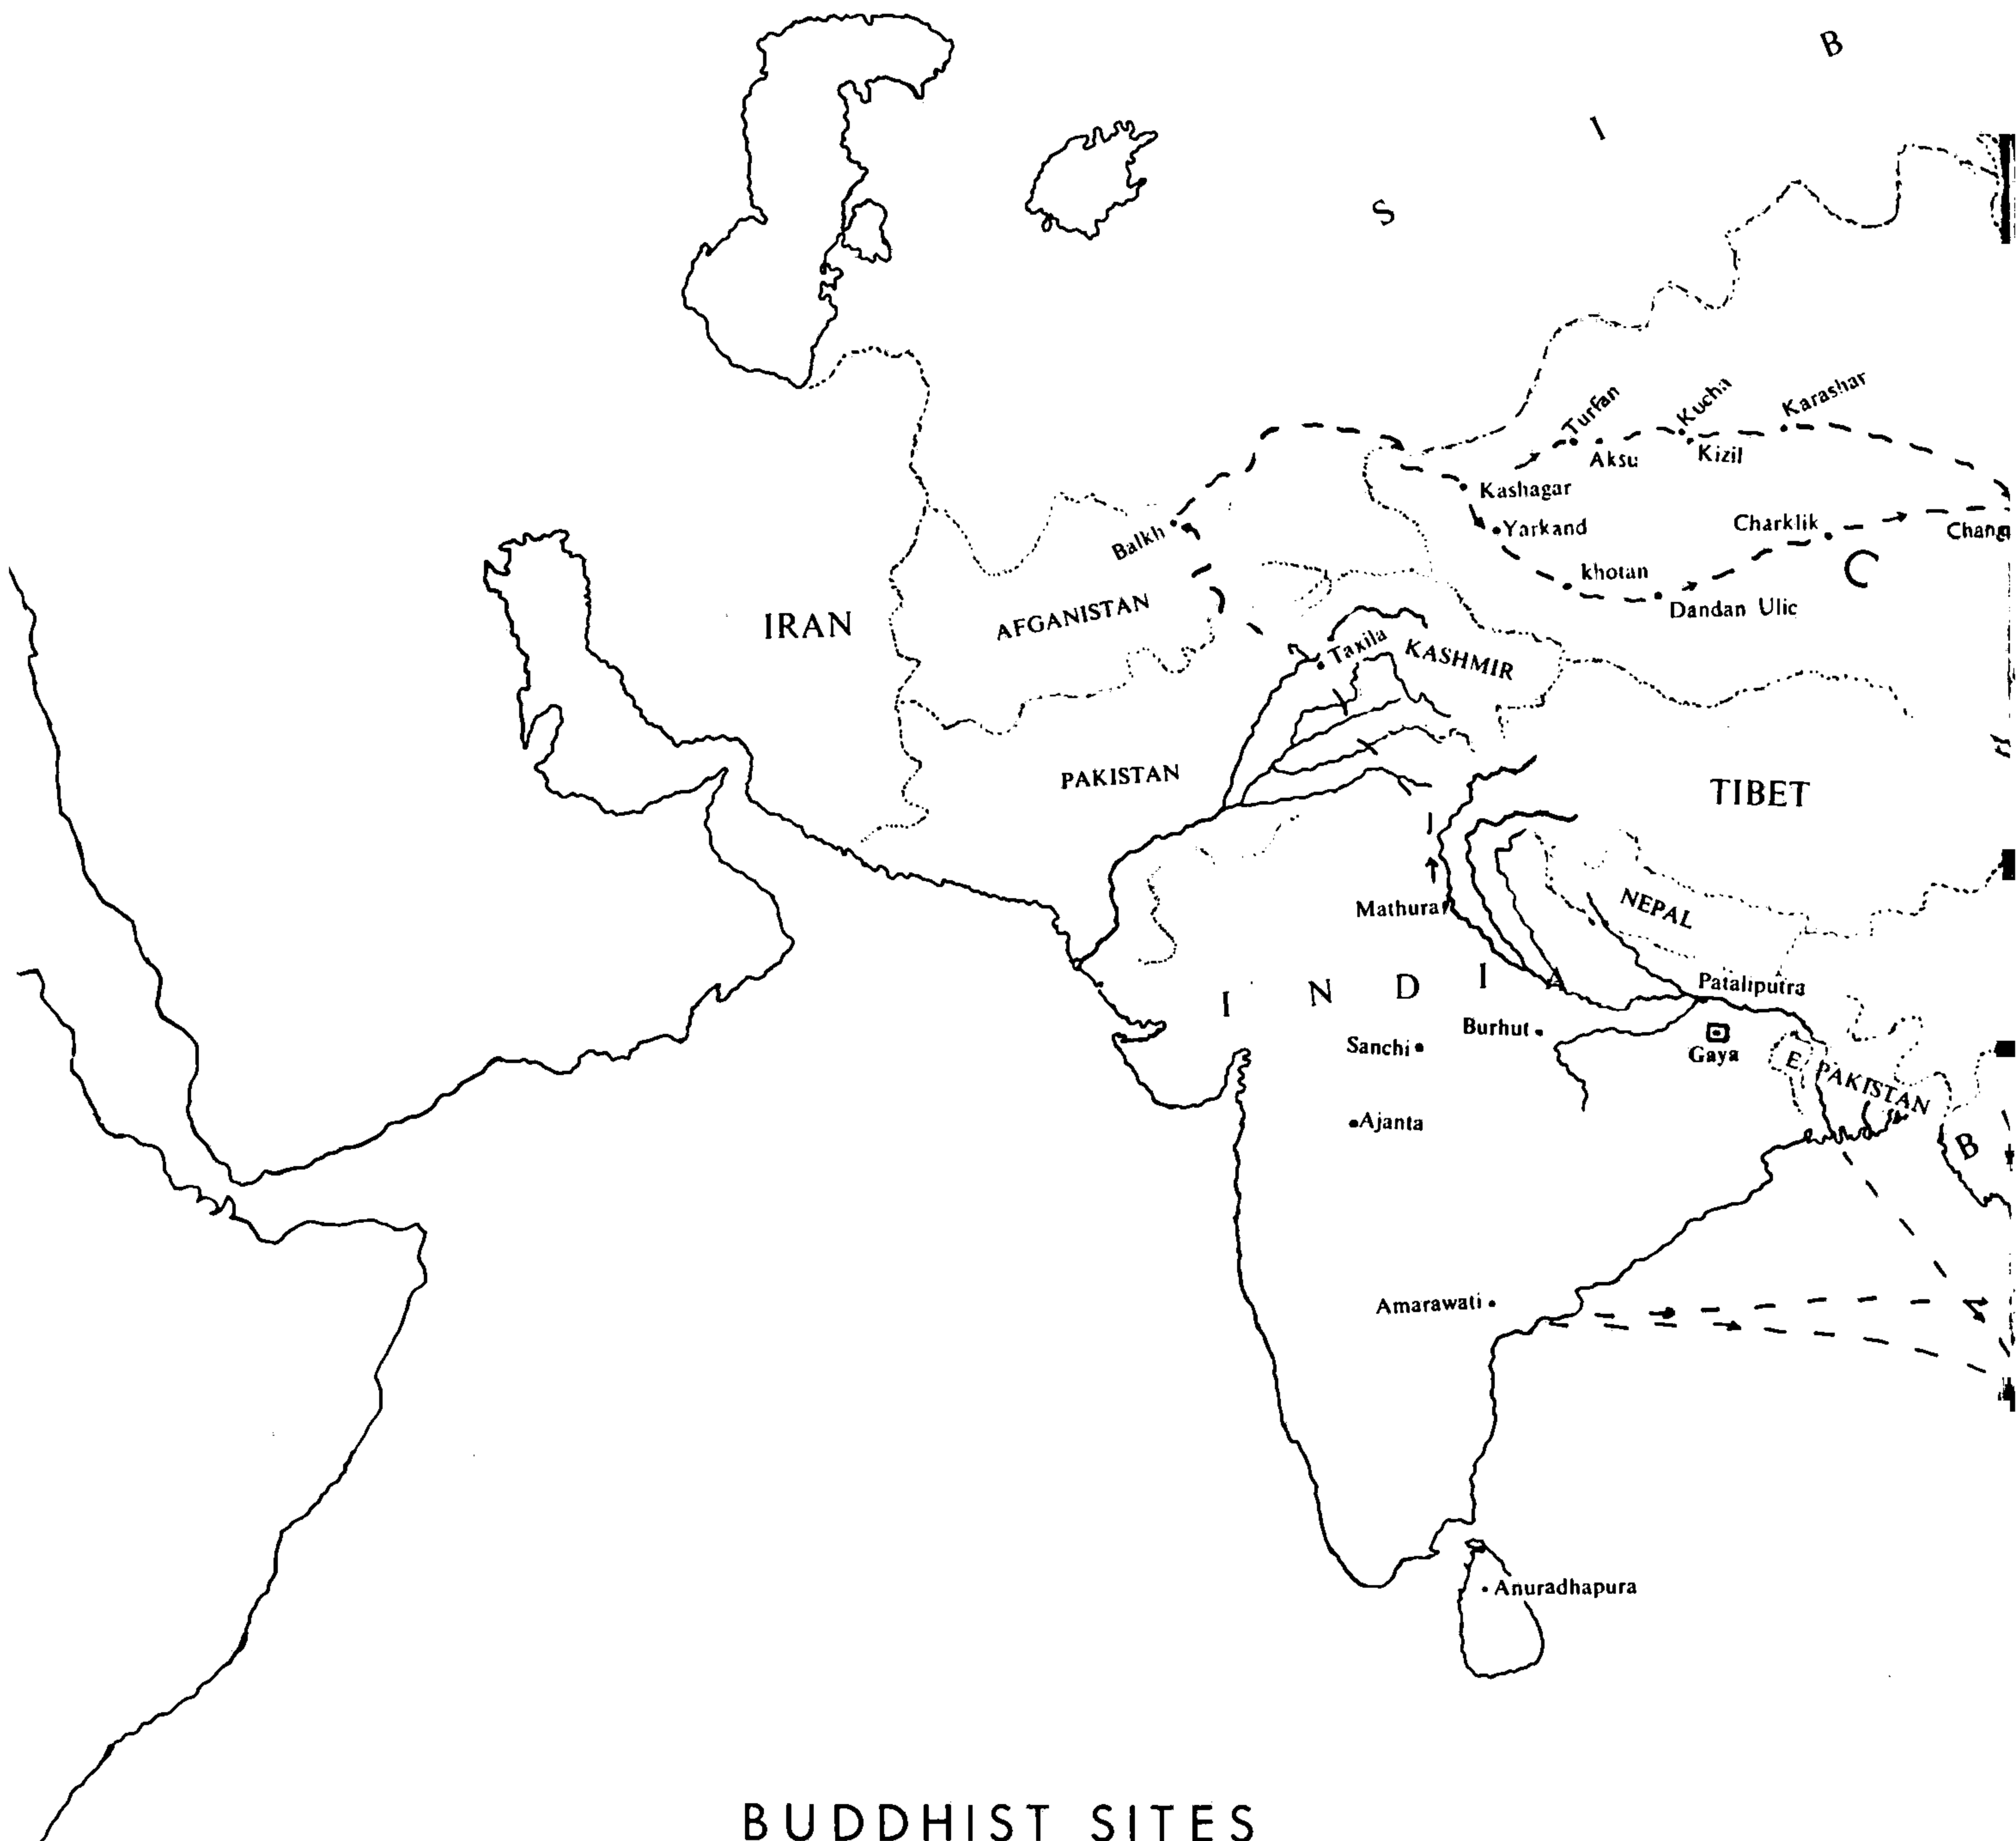 S I B
Turfan
Kucha
Karashar
Aksu
Kizil
Kashagar
Yarkand
Charklik
Chang
C
Balkh
khotan
Dandan Ulic
IRAN
AFGANISTAN
Taxila
KASHMIR
PAKISTAN
TIBET
NEPAL
Mathura
I N D I A
Pataliputra
Burhut
Sanchi
Gaya
E PAKISTAN
Ajanta
B
Amarawati
Anuradhapura
BUDDHIST SITES